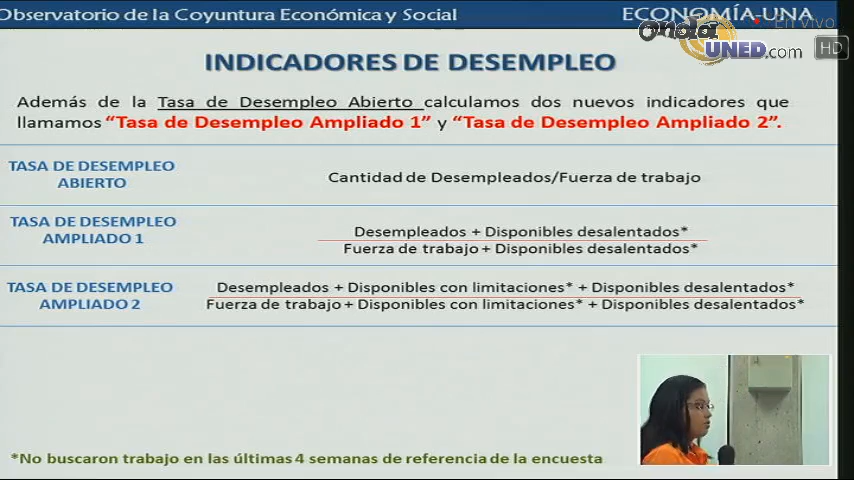 Observatorio de la Coyuntura Económica y Social
ECONOMÍA-UNA
En vivo
Onda
UNED.com
HD
INDICADORES DE DESEMPLEO
Además de la Tasa de Desempleo Abierto calculamos dos nuevos indicadores que
llamamos “Tasa de Desempleo Ampliado 1” y “Tasa de Desempleo Ampliado 2”.
TASA DE DESEMPLEO
ABIERTO
Cantidad de Desempleados/Fuerza de trabajo
TASA DE DESEMPLEO
AMPLIADO 1
Desempleados + Disponibles desalentados*
Fuerza de trabajo + Disponibles desalentados*
TASA DE DESEMPLEO
AMPLIADO 2
Desempleados + Disponibles con limitaciones* + Disponibles desalentados*
Fuerza de trabajo + Disponibles con limitaciones* + Disponibles desalentados*
*No buscaron trabajo en las últimas 4 semanas de referencia de la encuesta